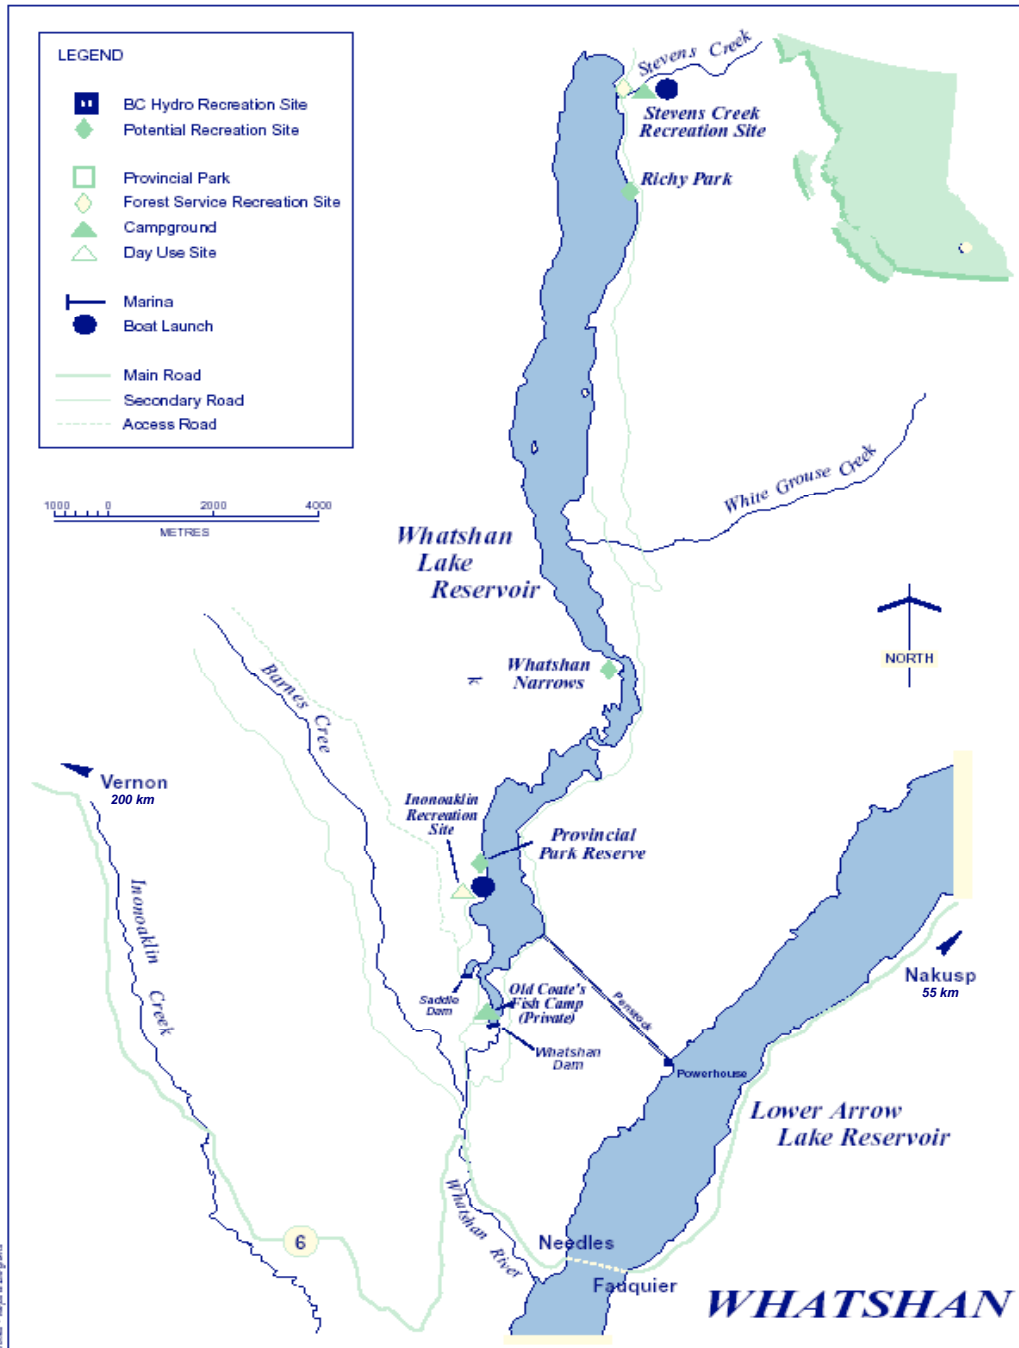 LEGEND
BC Hydro Recreation Site
Potential Recreation Site
Provincial Park
Forest Service Recreation Site
Campground
Day Use Site
Marina
Boat Launch
Main Road
Secondary Road
Access Road
1000 0 2000 4000
METRES
Stevens Creek
Stevens Creek
Recreation Site
Richy Park
White Grouse Creek
Whatshan
Lake
Reservoir
NORTH
Whatshan
Narrows
Barnes Cree
k
Vernon
200 km
Inonoaklin
Recreation
Site
Provincial
Park Reserve
Inonoaklin Creek
Nakusp
55 km
Saddle
Dam
Old Coate's
Fish Camp
(Private)
Penstock
Whatshan
Dam
Powerhouse
Lower Arrow
Lake Reservoir
Whatshan River
6
Needles
Fauquier
WHATSHAN